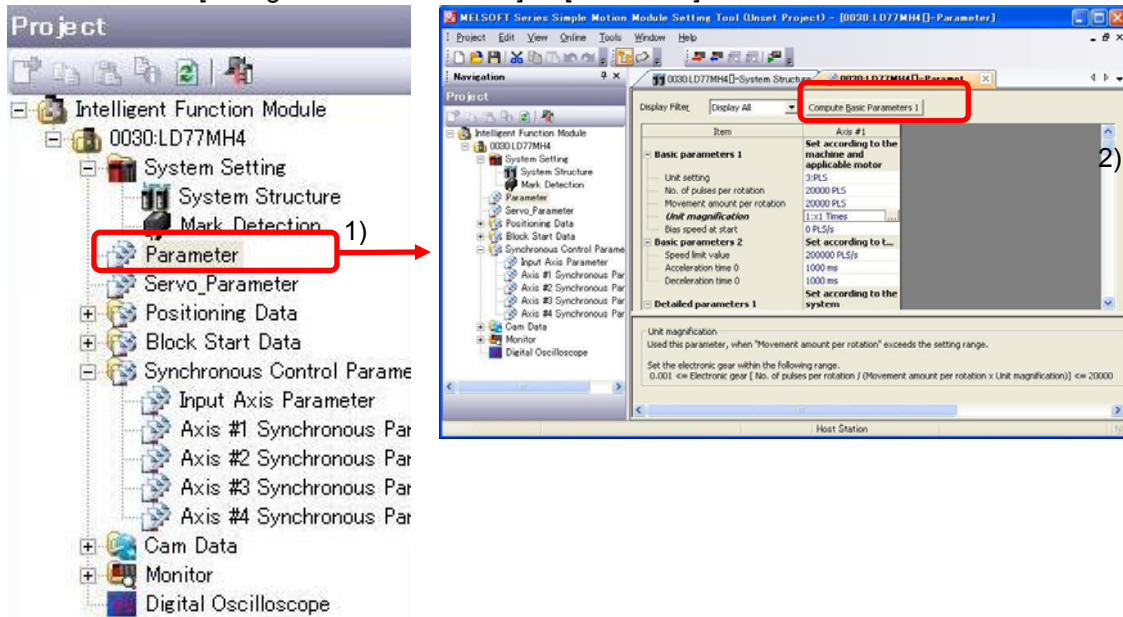 Project
Intelligent Function Module
0030:LD77MH4
System Setting
System Structure
Mark Detection
1)
Parameter
Servo_Parameter
Positioning Data
Block Start Data
Synchronous Control Parame
Input Axis Parameter
Axis #1 Synchronous Par
Axis #2 Synchronous Par
Axis #3 Synchronous Par
Axis #4 Synchronous Par
Cam Data
Monitor
Digital Oscilloscope
MELSOFT Series Simple Motion Module Setting Tool (Unset Project) - [0030:LD77MH4[]-Parameter]
Project Edit View Online Tools Window Help
Navigation
0030:LD77MH4[]-System Structure
0030:LD77MH4[]-Paramet
Project
Intelligent Function Module
0030:LD77MH4
System Setting
System Structure
Mark Detection
Parameter
Servo_Parameter
Positioning Data
Block Start Data
Synchronous Control Parame
Input Axis Parameter
Axis #1 Synchronous Par
Axis #2 Synchronous Par
Axis #3 Synchronous Par
Axis #4 Synchronous Par
Cam Data
Monitor
Digital Oscilloscope
Display Filter Display All Compute Basic Parameters 1
2)
Item Axis #1
Basic parameters 1 Set according to the machine and applicable motor
Unit setting 3:PLS
No. of pulses per rotation 20000 PLS
Movement amount per rotation 20000 PLS
Unit magnification 1:x1 Times ...
Bias speed at start 0 PLS/s
Basic parameters 2 Set according to t...
Speed limit value 200000 PLS/s
Acceleration time 0 1000 ms
Deceleration time 0 1000 ms
Detailed parameters 1 Set according to the system
Unit magnification
Used this parameter, when "Movement amount per rotation" exceeds the setting range.
Set the electronic gear within the following range.
0.001 <= Electronic gear [ No. of pulses per rotation / (Movement amount per rotation x Unit magnification)] <= 20000
Host Station